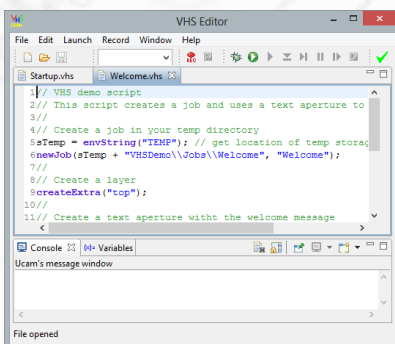 VHS Editor
File Edit Launch Record Window Help
REC
Startup.vhs Welcome.vhs
1// VHS demo script
2// This script creates a job and uses a text aperture to
3//
4// Create a job in your temp directory
5sTemp = envString("TEMP"); // get location of temp storag
6newJob(sTemp + "VHSDemo\\Jobs\\Welcome", "Welcome");
7//
8// Create a layer
9createExtra("top");
10//
11// Create a text aperture witht the welcome message
Console Variables
Ucam's message window
File opened